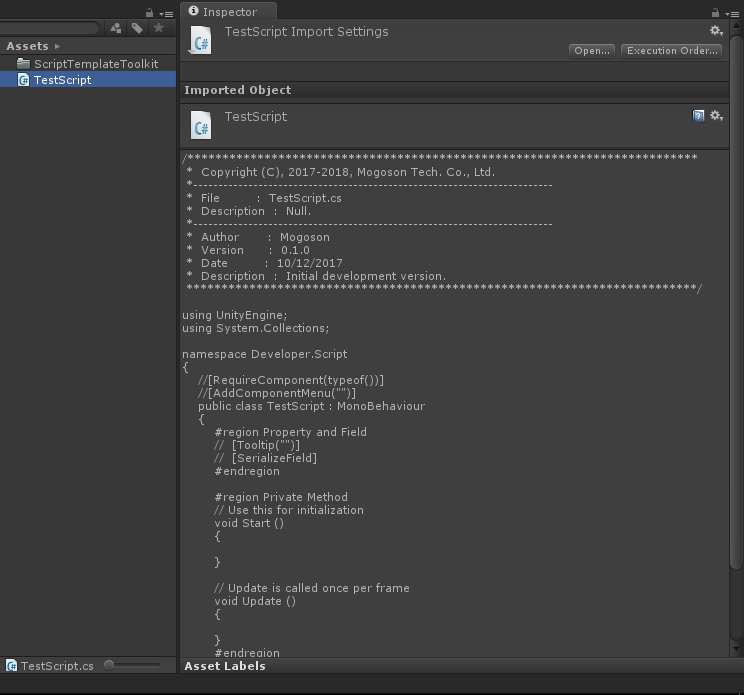 Assets
ScriptTemplateToolkit
TestScript
TestScript.cs
Inspector
TestScript Import Settings
Open...
Execution Order...
Imported Object
TestScript
/*************************************************************************
 *  Copyright (C), 2017-2018, Mogoson Tech. Co., Ltd.
 *------------------------------------------------------------------------
 *  File         :  TestScript.cs
 *  Description  :  Null.
 *------------------------------------------------------------------------
 *  Author       :  Mogoson
 *  Version      :  0.1.0
 *  Date         :  10/12/2017
 *  Description  :  Initial development version.
 *************************************************************************/
using UnityEngine;
using System.Collections;
namespace Developer.Script
{
    //[RequireComponent(typeof())]
    //[AddComponentMenu("")]
    public class TestScript : MonoBehaviour
    {
        #region Property and Field
        //  [Tooltip("")]
        //  [SerializeField]
        #endregion
        #region Private Method
        // Use this for initialization
        void Start ()
        {
        }
        // Update is called once per frame
        void Update ()
        {
        }
        #endregion
Asset Labels